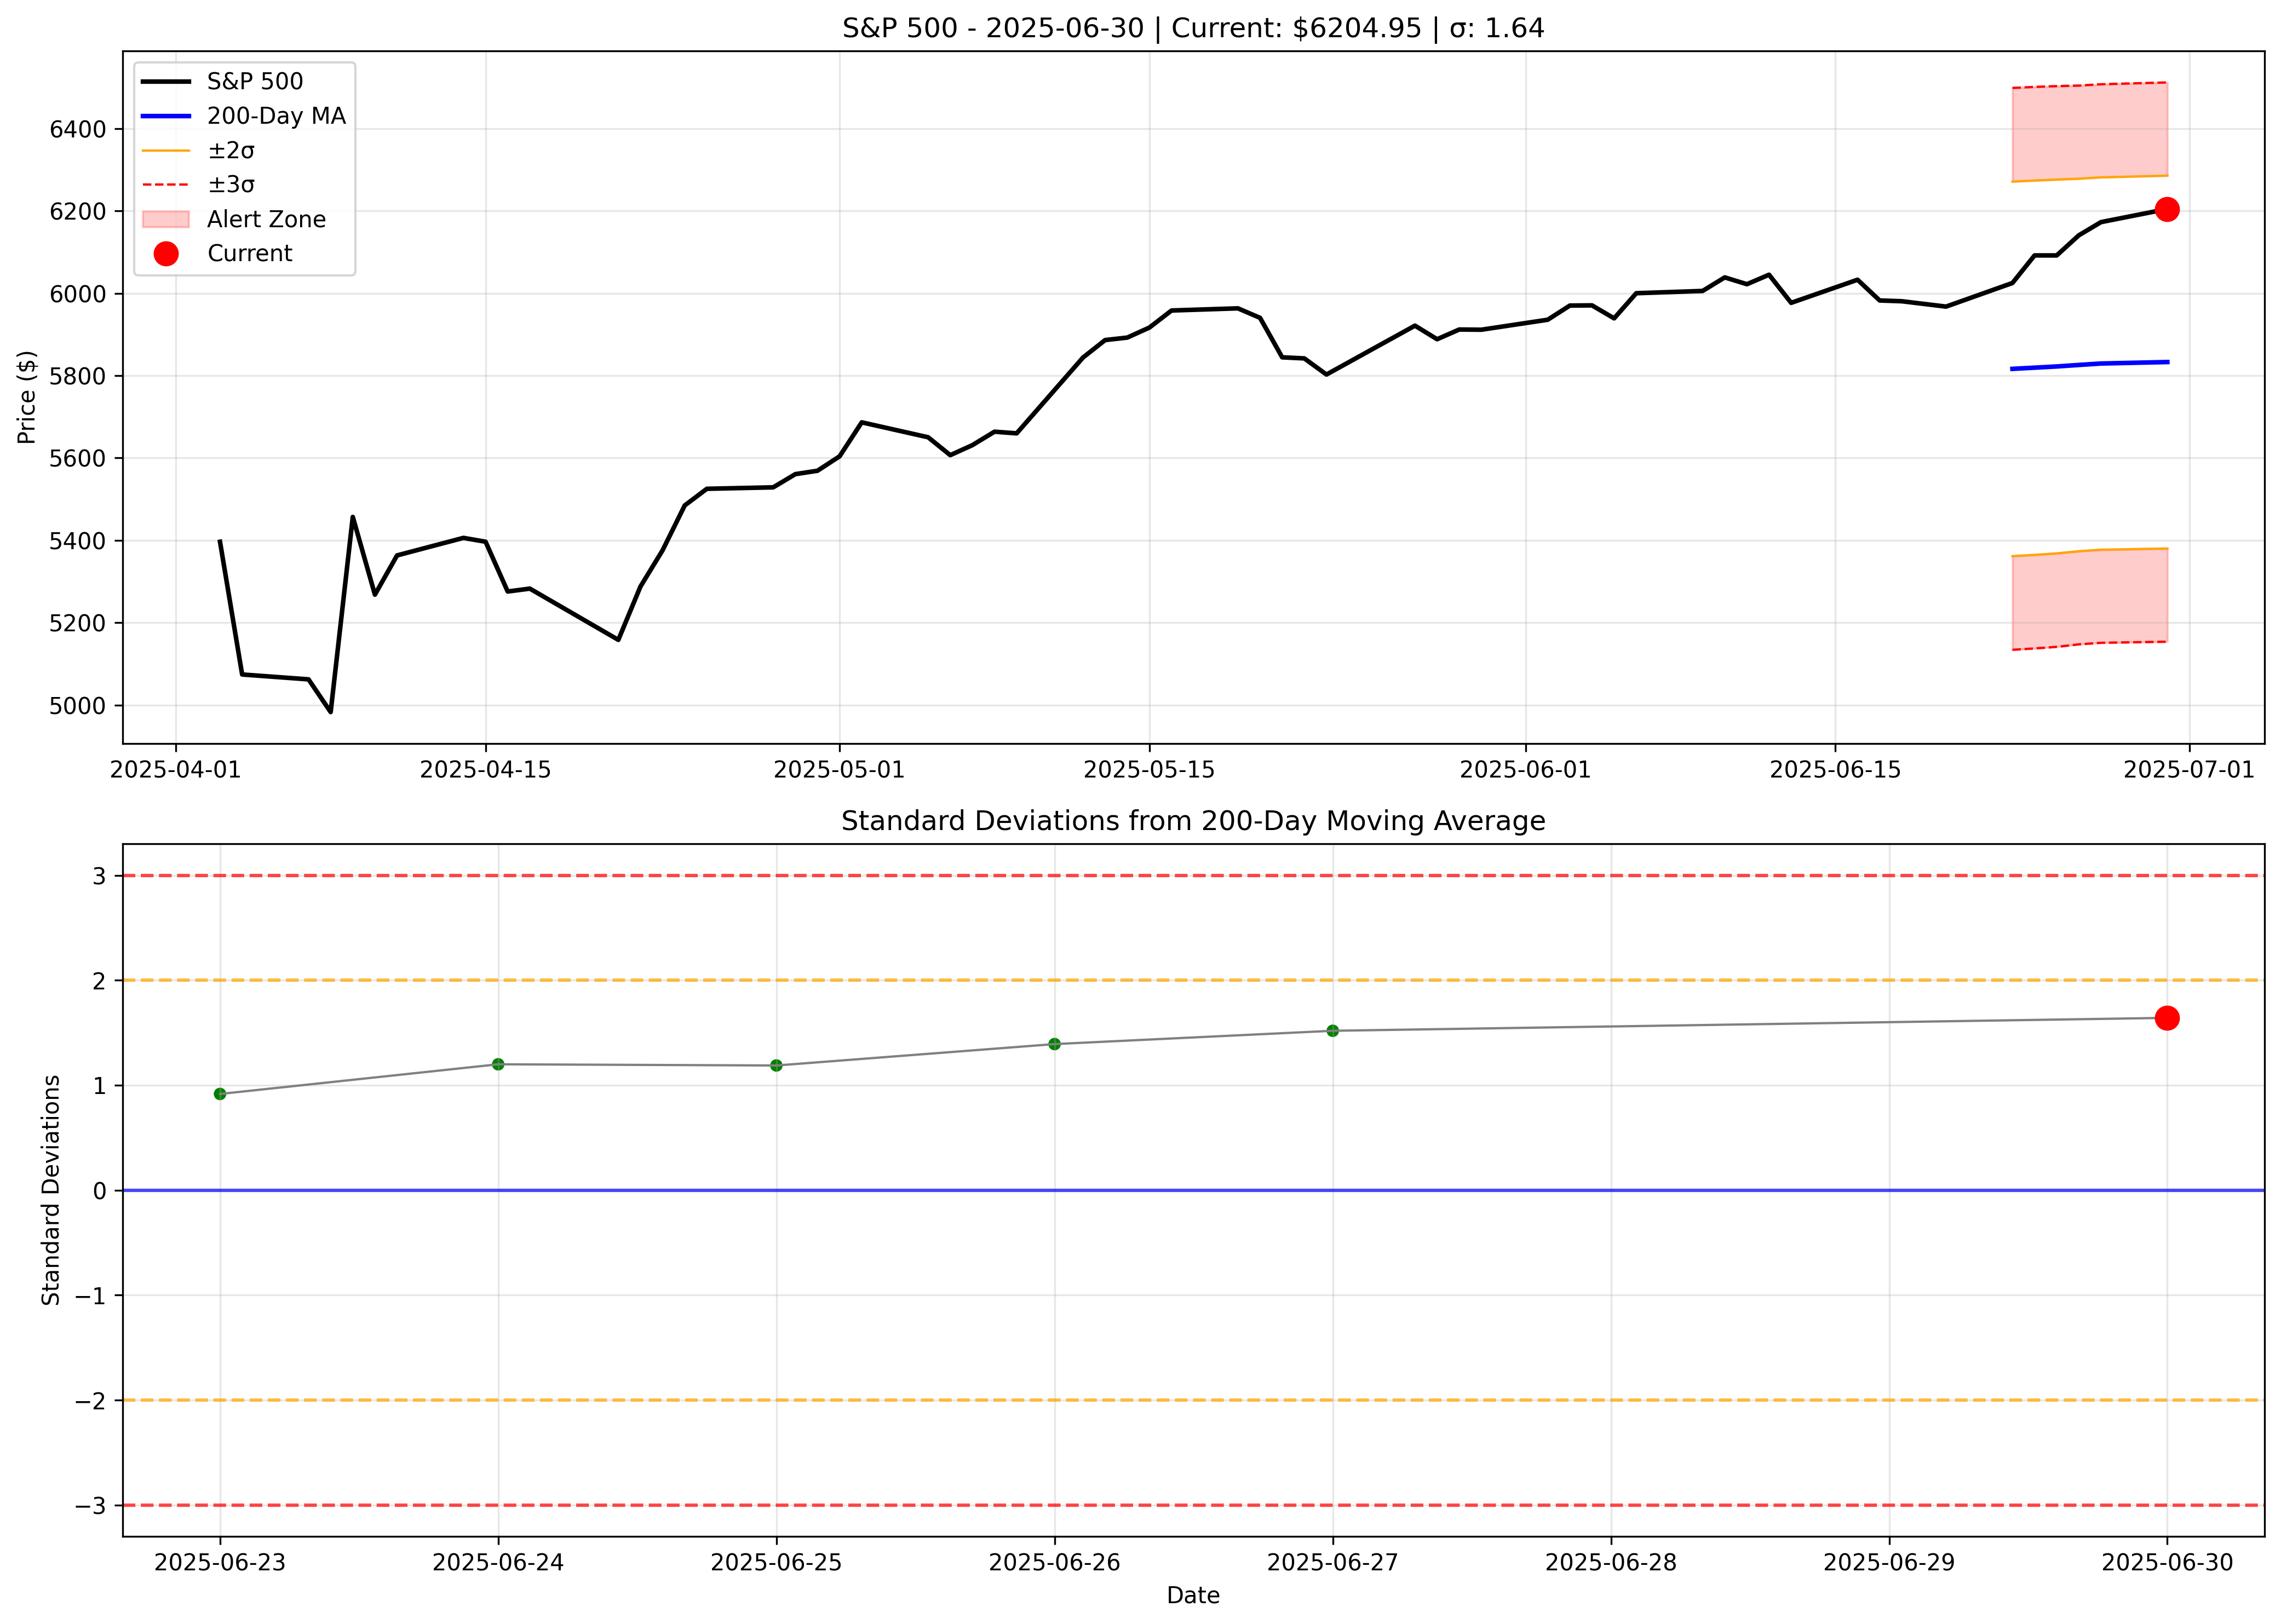 S&P 500 - 2025-06-30 | Current: $6204.95 | σ: 1.64
S&P 500
200-Day MA
±2σ
±3σ
Alert Zone
Current
Price ($)
6400
6200
6000
5800
5600
5400
5200
5000
2025-04-01
2025-04-15
2025-05-01
2025-05-15
2025-06-01
2025-06-15
2025-07-01
Standard Deviations from 200-Day Moving Average
Standard Deviations
3
2
1
0
−1
−2
−3
2025-06-23
2025-06-24
2025-06-25
2025-06-26
2025-06-27
2025-06-28
2025-06-29
2025-06-30
Date